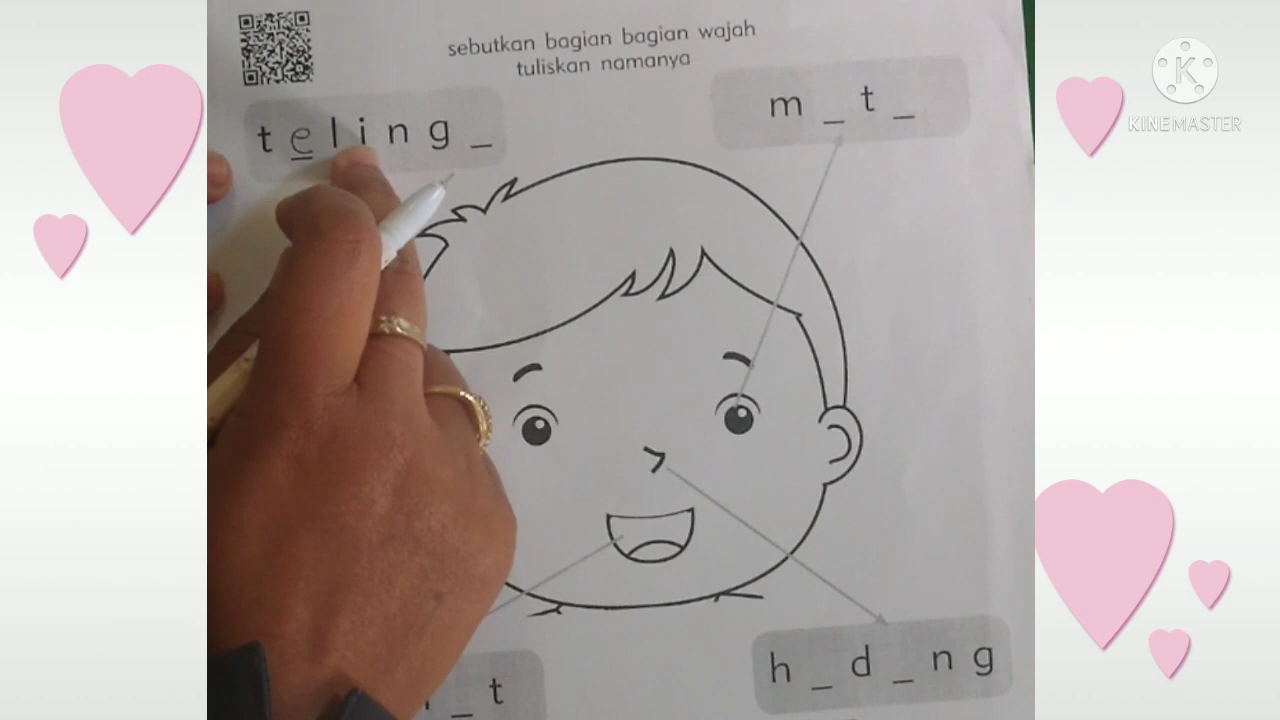 sebutkan bagian bagian wajah
tuliskan namanya
t e l i n g _
m _ t _
h _ d _ n g
_ t
K
KINEMASTER